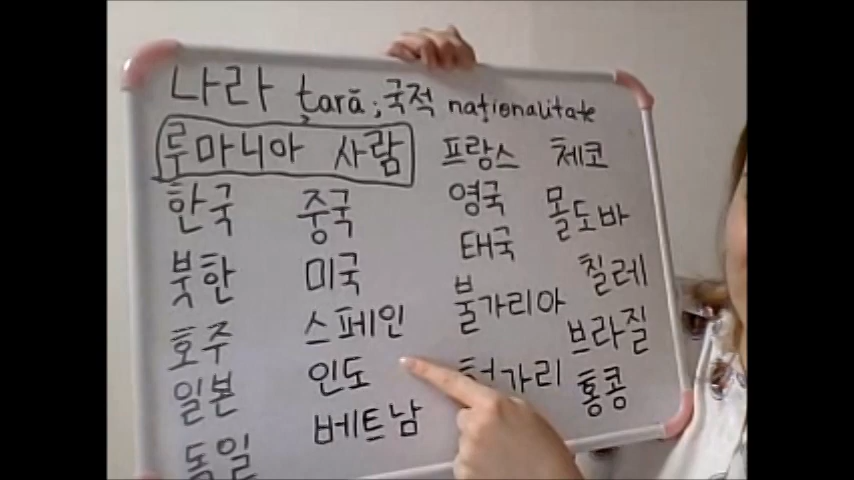 나라 țară ; 국적 naționalitate
루마니아 사람
한국
북한
호주
일본
독일
중국
미국
스페인
인도
베트남
프랑스
영국
태국
불가리아
헝가리
체코
몰도바
칠레
브라질
홍콩